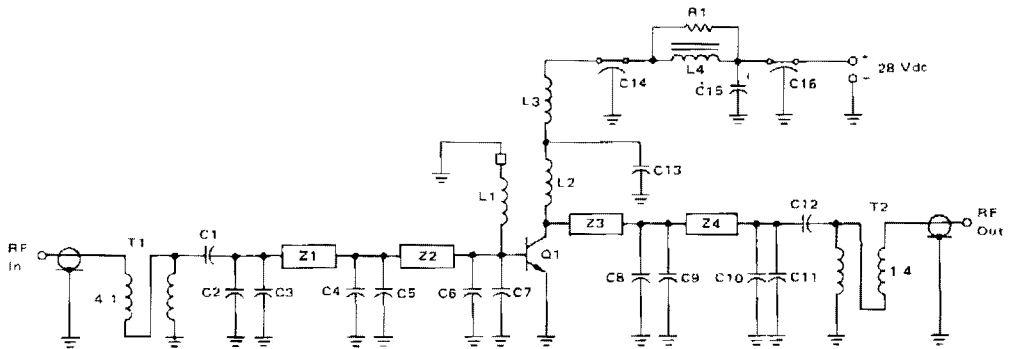 R1
L4
C14
C15
C16
+
−
28 Vdc
L3
L2
C13
L1
T1
C1
RF
In
4:1
C2
C3
Z1
C4
C5
Z2
C6
C7
Q1
Z3
C8
C9
Z4
C10
C11
C12
T2
1:4
RF
Out